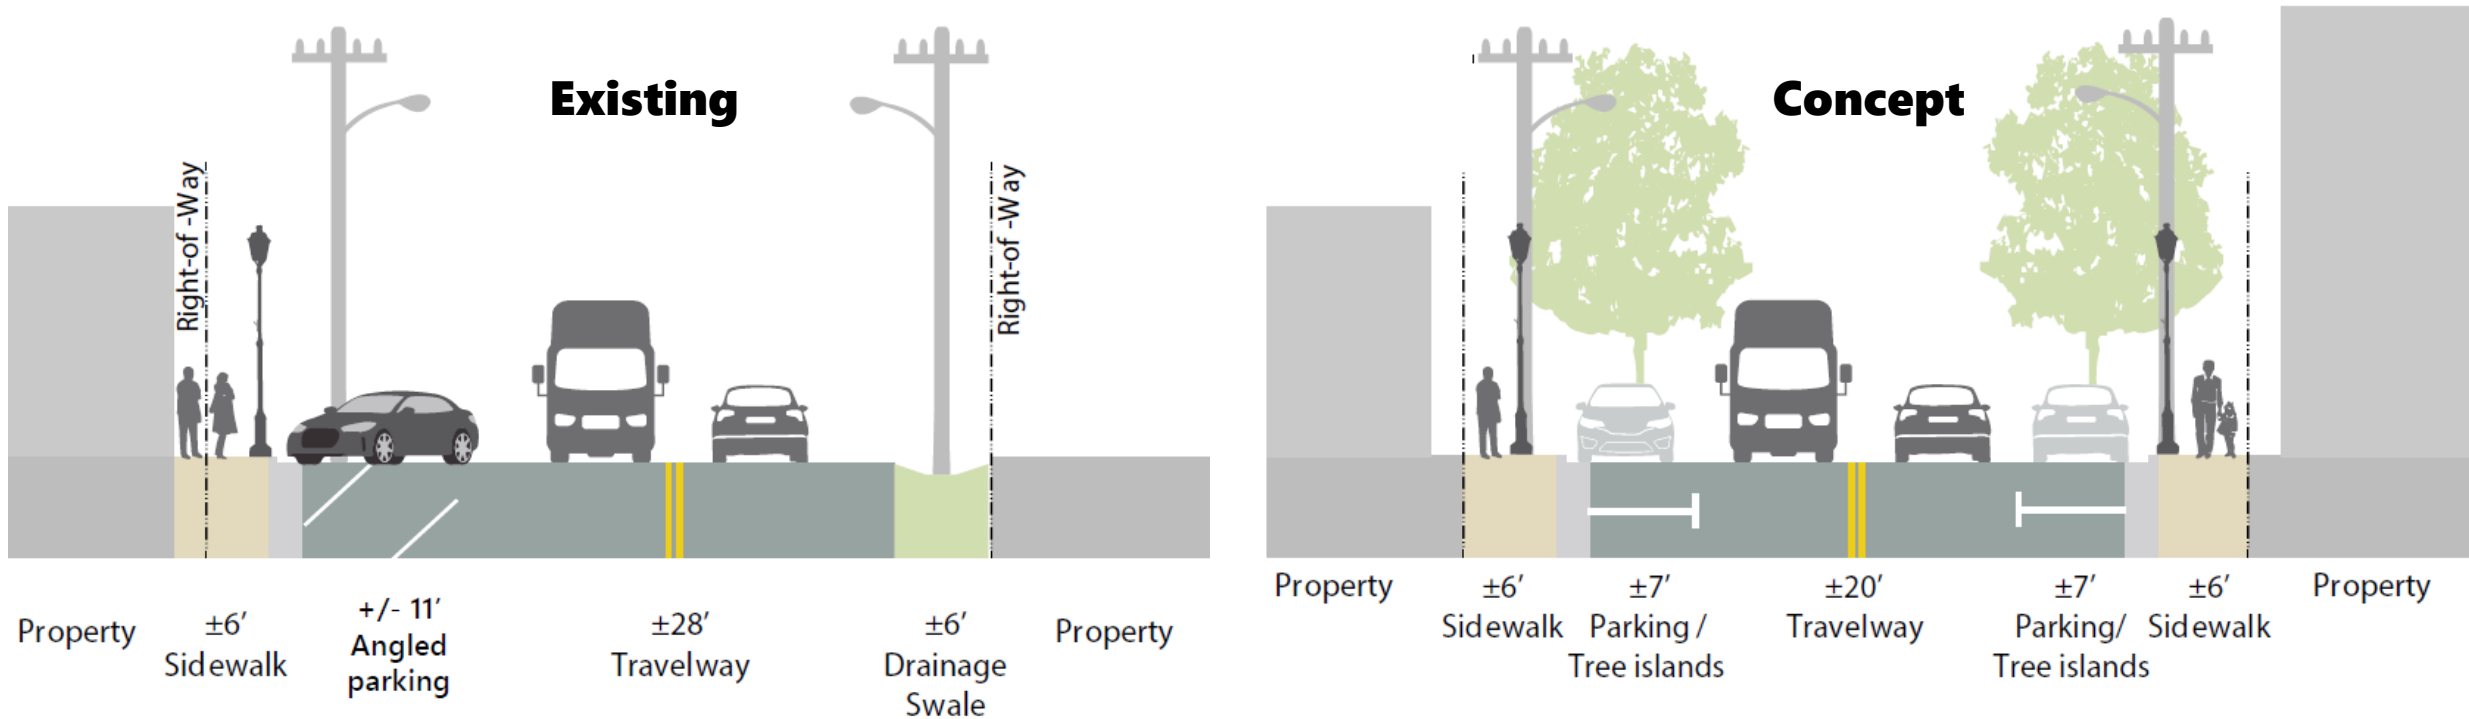 Existing
Right-of -Way
Right-of -Way
Property
±6′
Sidewalk
+/- 11′
Angled
parking
±28′
Travelway
±6′
Drainage
Swale
Property
Concept
Property
±6′
Sidewalk
±7′
Parking /
Tree islands
±20′
Travelway
±7′
Parking/
Tree islands
±6′
Sidewalk
Property